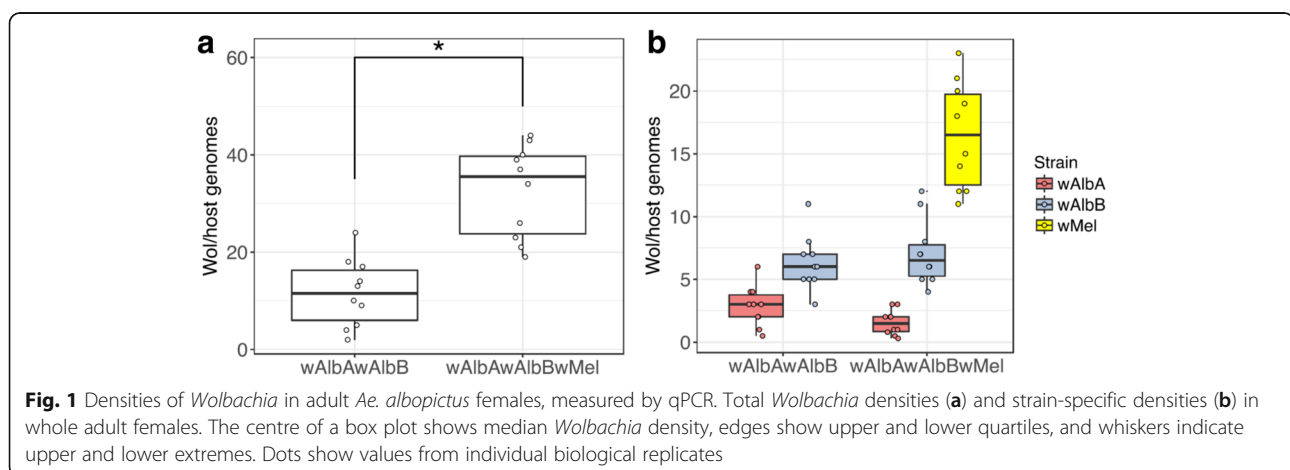 a
b
*
60
40
20
0
Wol/host genomes
wAlbAwAlbB
wAlbAwAlbBwMel
20
15
10
5
0
Wol/host genomes
wAlbAwAlbB
wAlbAwAlbBwMel
Strain
wAlbA
wAlbB
wMel
Fig. 1 Densities of Wolbachia in adult Ae. albopictus females, measured by qPCR. Total Wolbachia densities (a) and strain-specific densities (b) in
whole adult females. The centre of a box plot shows median Wolbachia density, edges show upper and lower quartiles, and whiskers indicate
upper and lower extremes. Dots show values from individual biological replicates